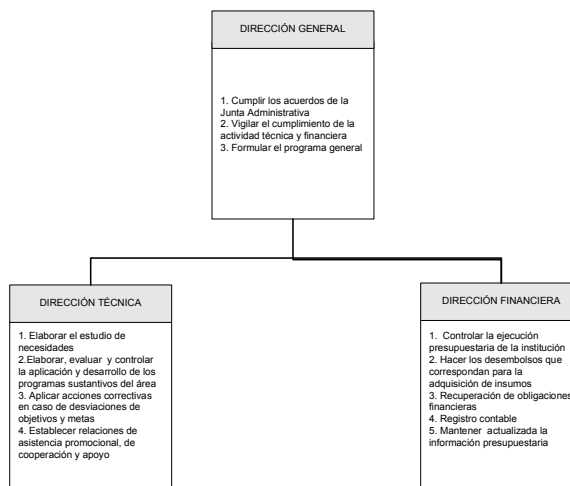 DIRECCIÓN GENERAL
1. Cumplir los acuerdos de la
Junta Administrativa
2. Vigilar el cumplimiento de la
actividad técnica y financiera
3. Formular el programa general
DIRECCIÓN TÉCNICA
1. Elaborar el estudio de
necesidades
2.Elaborar, evaluar y controlar
la aplicación y desarrollo de los
programas sustantivos del área
3. Aplicar acciones correctivas
en caso de desviaciones de
objetivos y metas
4. Establecer relaciones de
asistencia promocional, de
cooperación y apoyo
DIRECCIÓN FINANCIERA
1. Controlar la ejecución
presupuestaria de la institución
2. Hacer los desembolsos que
correspondan para la
adquisición de insumos
3. Recuperación de obligaciones
financieras
4. Registro contable
5. Mantener actualizada la
información presupuestaria